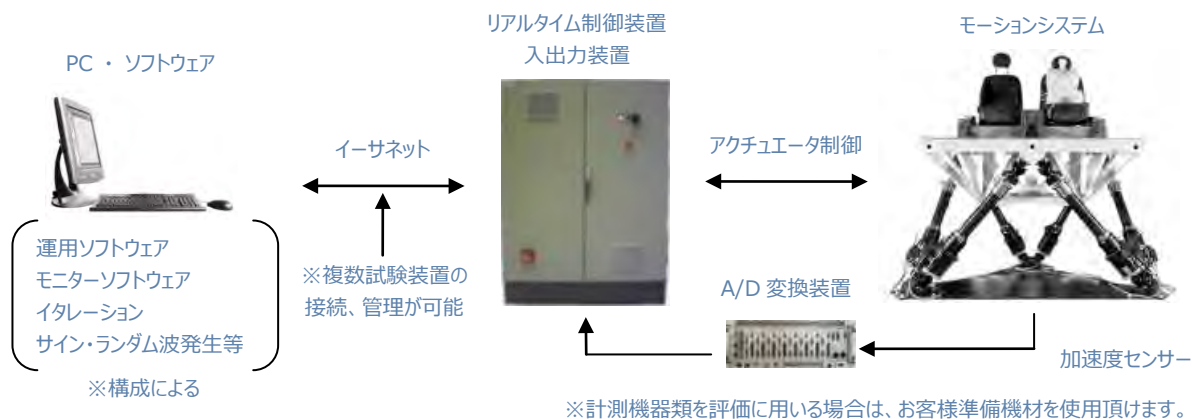 PC ・ ソフトウェア
運用ソフトウェア
モニターソフトウェア
イタレーション
サイン・ランダム波発生等
※構成による
イーサネット
※複数試験装置の
接続、管理が可能
リアルタイム制御装置
入出力装置
アクチュエータ制御
モーションシステム
A/D 変換装置
加速度センサー
※計測機器類を評価に用いる場合は、お客様準備機材を使用頂けます。